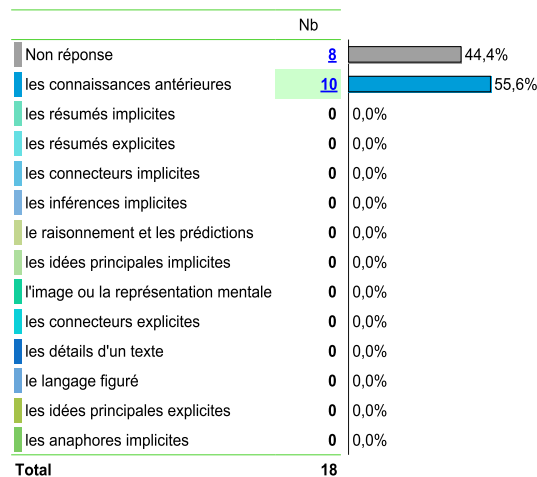 Nb
Non réponse 8 44,4%
les connaissances antérieures 10 55,6%
les résumés implicites 0 0,0%
les résumés explicites 0 0,0%
les connecteurs implicites 0 0,0%
les inférences implicites 0 0,0%
le raisonnement et les prédictions 0 0,0%
les idées principales implicites 0 0,0%
l'image ou la représentation mentale 0 0,0%
les connecteurs explicites 0 0,0%
les détails d'un texte 0 0,0%
le langage figuré 0 0,0%
les idées principales explicites 0 0,0%
les anaphores implicites 0 0,0%
Total 18